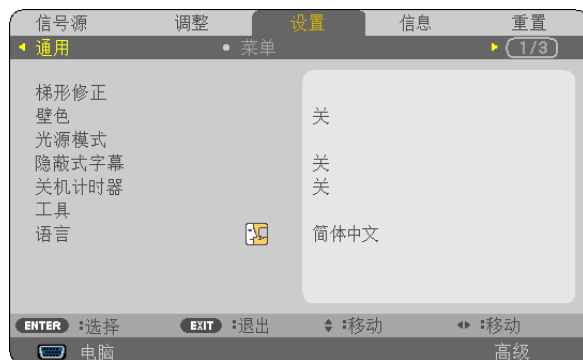 信号源 调整 设置 信息 重置
通用 菜单 1/3
梯形修正
壁色 关
光源模式
隐蔽式字幕 关
关机计时器 关
工具
语言 简体中文
ENTER :选择 EXIT :退出 :移动 :移动
电脑 高级